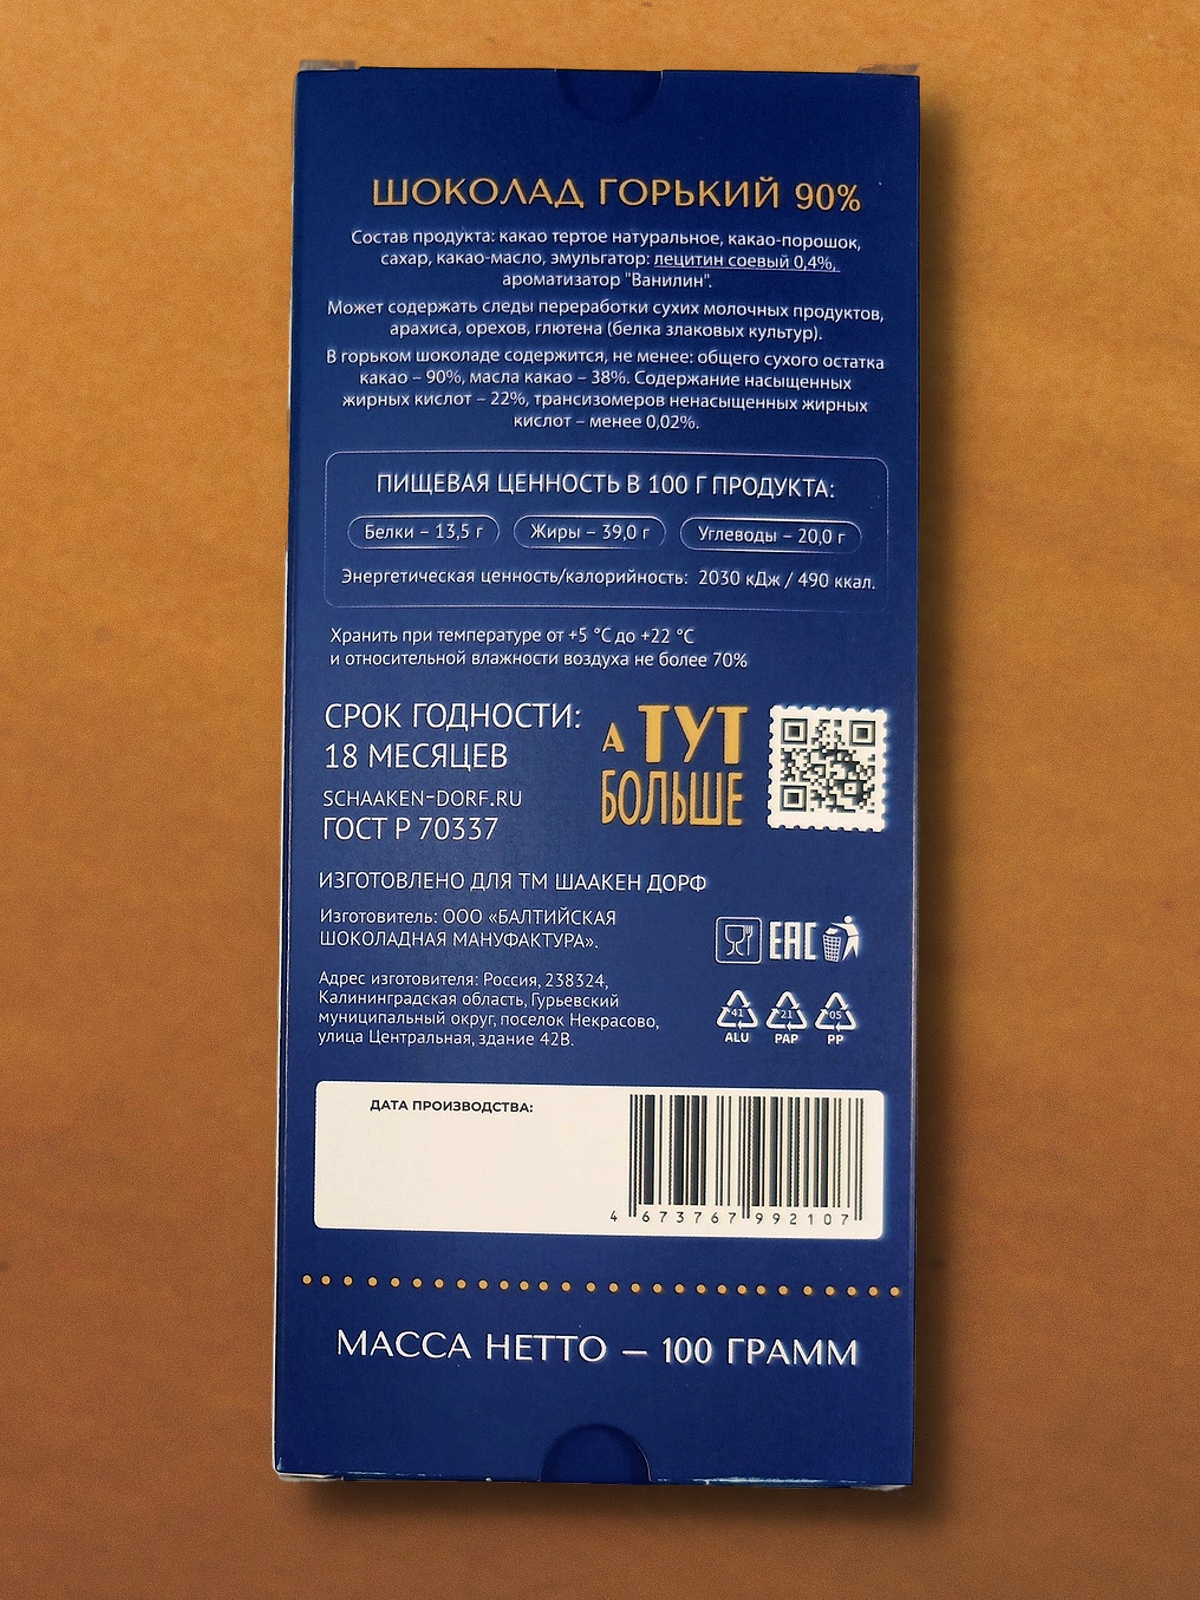 ШОКОЛАД ГОРЬКИЙ 90%
Состав продукта: какао тертое натуральное, какао-порошок,
сахар, какао-масло, эмульгатор: лецитин соевый 0,4%,
ароматизатор "Ванилин".
Может содержать следы переработки сухих молочных продуктов,
арахиса, орехов, глютена (белка злаковых культур).
В горьком шоколаде содержится, не менее: общего сухого остатка
какао – 90%, масла какао – 38%. Содержание насыщенных
жирных кислот – 22%, трансизомеров ненасыщенных жирных
кислот – менее 0,02%.
ПИЩЕВАЯ ЦЕННОСТЬ В 100 Г ПРОДУКТА:
Белки – 13,5 г Жиры – 39,0 г Углеводы – 20,0 г
Энергетическая ценность/калорийность: 2030 кДж / 490 ккал.
Хранить при температуре от +5 °C до +22 °C
и относительной влажности воздуха не более 70%
СРОК ГОДНОСТИ:
18 МЕСЯЦЕВ
SCHAAKEN-DORF.RU
ГОСТ Р 70337
А ТУТ
БОЛЬШЕ
ИЗГОТОВЛЕНО ДЛЯ ТМ ШААКЕН ДОРФ
Изготовитель: ООО «БАЛТИЙСКАЯ
ШОКОЛАДНАЯ МАНУФАКТУРА».
Адрес изготовителя: Россия, 238324,
Калининградская область, Гурьевский
муниципальный округ, поселок Некрасово,
улица Центральная, здание 42В.
EAC
41 21 05
ALU PAP PP
ДАТА ПРОИЗВОДСТВА:
4 673767 992107
МАССА НЕТТО – 100 ГРАММ